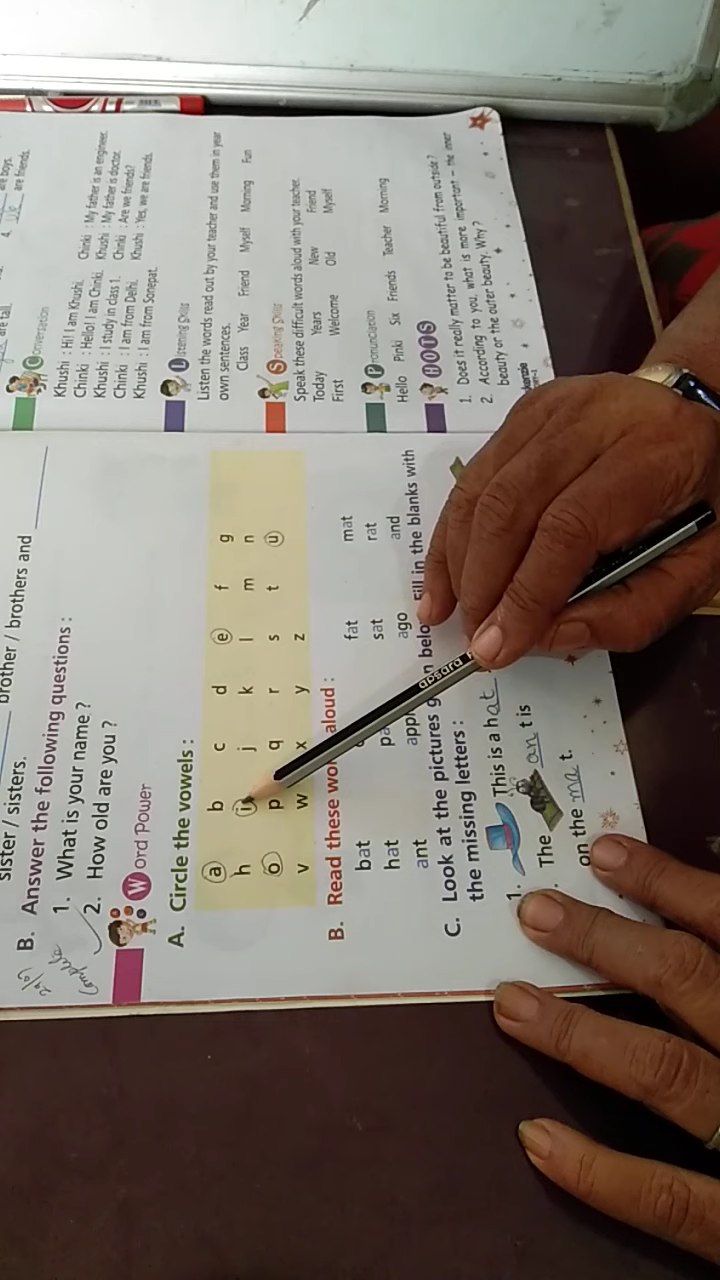 sister / sisters.
brother / brothers and
B. Answer the following questions :
1. What is your name ?
2. How old are you ?
Complete
Word Power
A. Circle the vowels :
a b c d e f g
h i j k l m n
o p q r s t u
v w x y z
B. Read these wor aloud :
bat fat mat
hat sat rat
ant app ago and
C. Look at the pictures g n belo Fill in the blanks with
the missing letters :
1. This is a hat
The ant is
on the mat.
apsara
are tall.
4. are boys.
are friends.
Conversation
Khushi : Hi! I am Khushi.
Chinki : Hello! I am Chinki.
Khushi : I study in class 1.
Chinki : I am from Delhi.
Khushi : I am from Sonepat.
Chinki : My father is an engineer.
Khushi : My father is doctor.
Chinki : Are we friends?
Khushi : Yes, we are friends.
Listening Skills
Listen the words read out by your teacher and use them in your
own sentences.
Class Year Friend Myself Morning Fun
Speaking Skills
Speak these difficult words aloud with your teacher.
Today Years New Friend
First Welcome Old Myself
Pronunciation
Hello Pinki Six Friends Teacher Morning
HOTS
1. Does it really matter to be beautiful from outside ?
2. According to you, what is more important – the inner
beauty or the outer beauty. Why ?